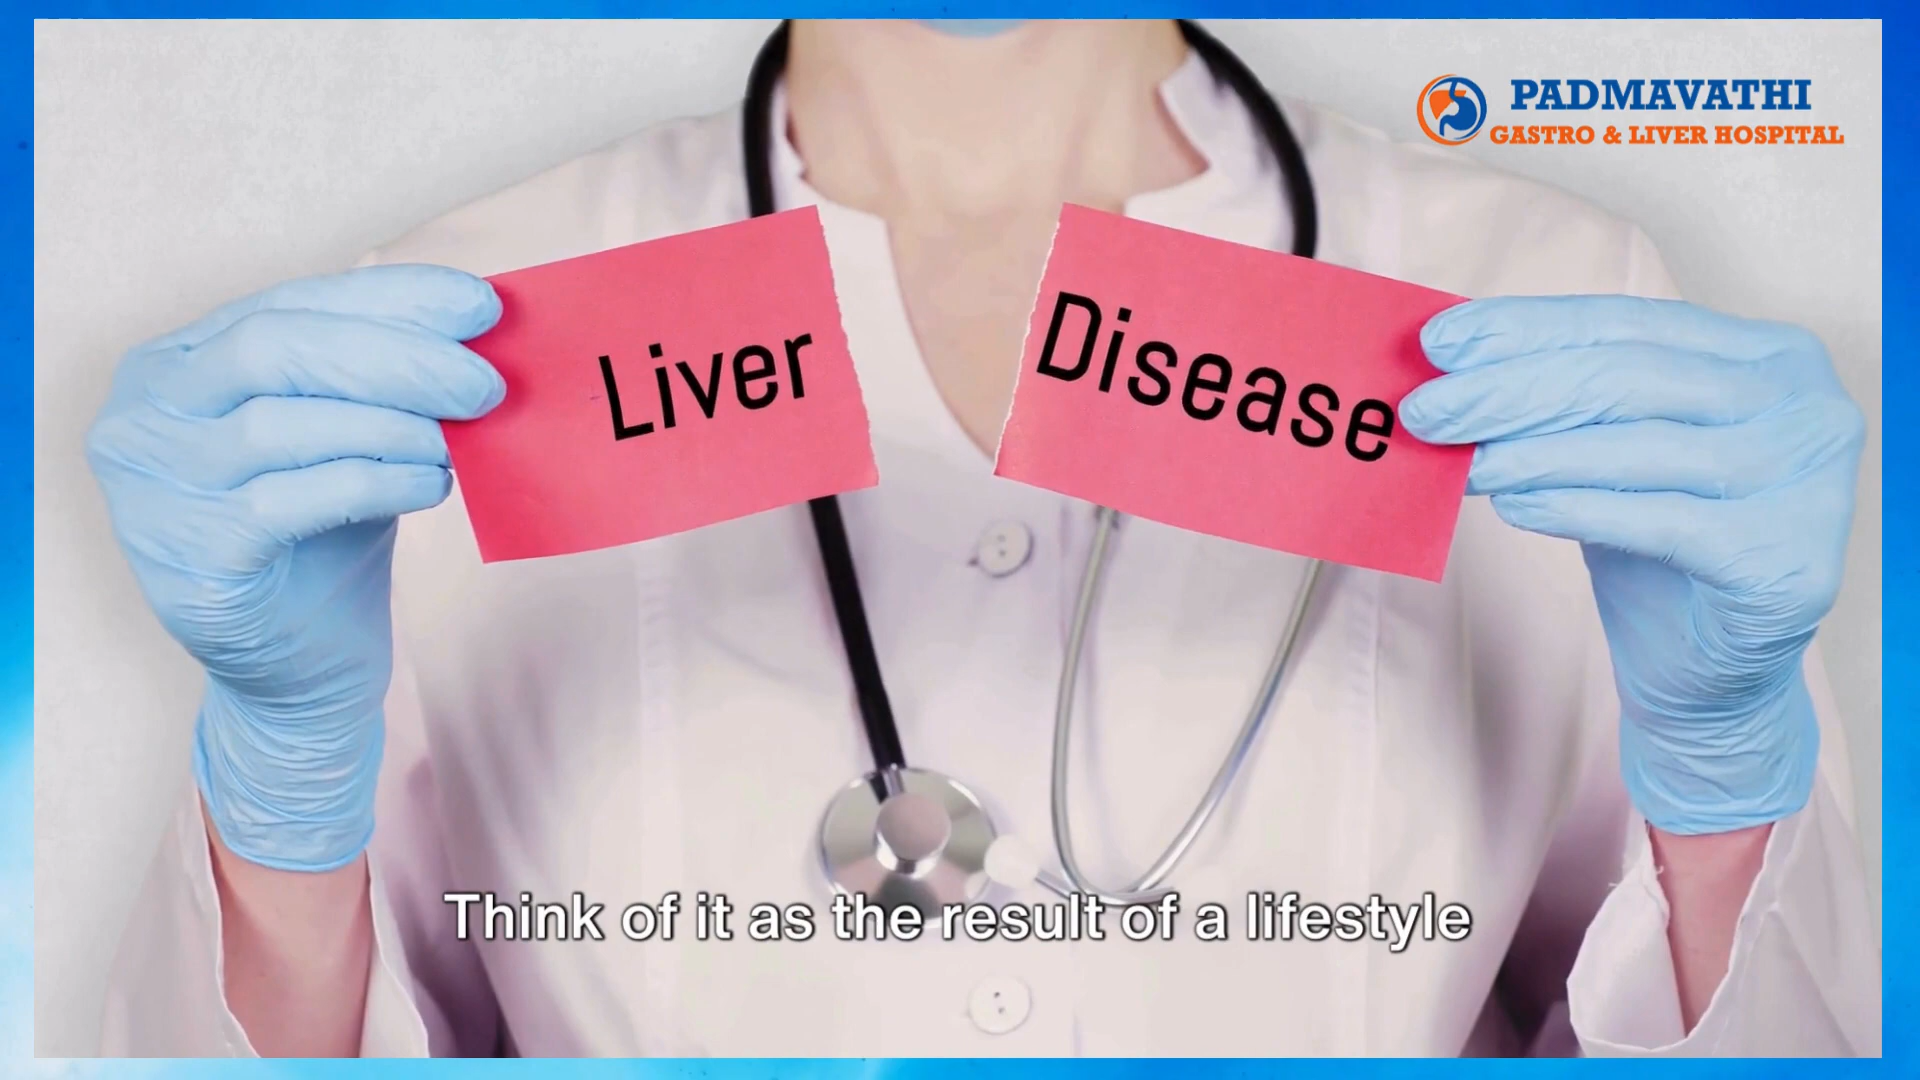 PADMAVATHI
GASTRO & LIVER HOSPITAL
Liver
Disease
Think of it as the result of a lifestyle